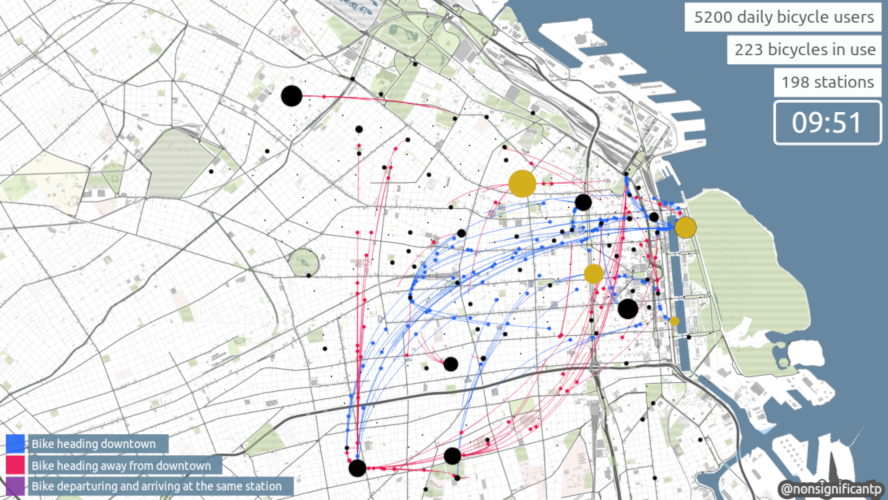 5200 daily bicycle users
223 bicycles in use
198 stations
09:51
Bike heading downtown
Bike heading away from downtown
Bike departuring and arriving at the same station
@nonsignificantp